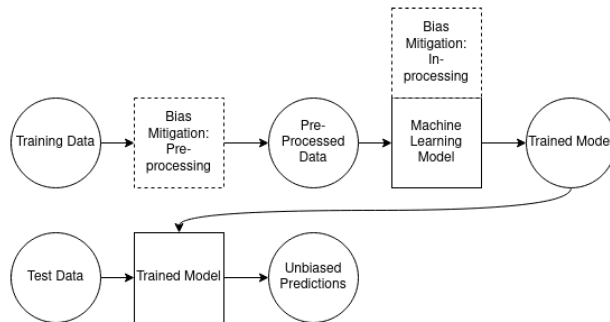 Bias
Mitigation:
In-
processing
Training Data
Bias
Mitigation:
Pre-
processing
Pre-
Processed
Data
Machine
Learning
Model
Trained Model
Test Data
Trained Model
Unbiased
Predictions